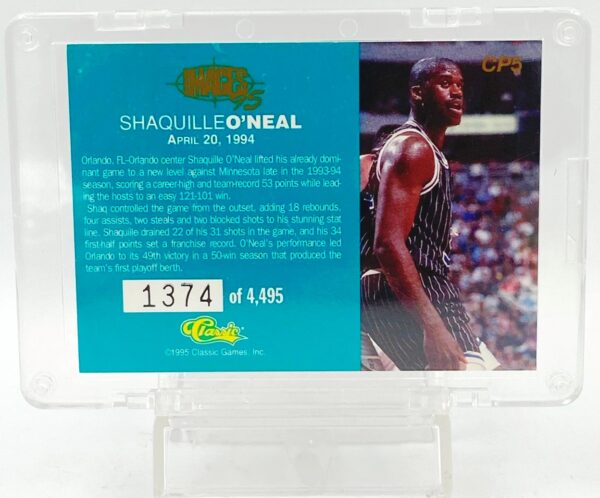 IMAGES
95
CP5
SHAQUILLE O'NEAL
APRIL 20, 1994
Orlando, FL-Orlando center Shaquille O'Neal lifted his already domi-
nant game to a new level against Minnesota late in the 1993-94
season, scoring a career-high and team-record 53 points while lead-
ing the hosts to an easy 121-101 win.
Shaq controlled the game from the outset, adding 18 rebounds,
four assists, two steals and two blocked shots to his stunning stat
line. Shaquille drained 22 of his 31 shots in the game, and his 34
first-half points set a franchise record. O'Neal's performance led
Orlando to its 49th victory in a 50-win season that produced the
team's first playoff berth.
1374 of 4,495
Classic
©1995 Classic Games, Inc.